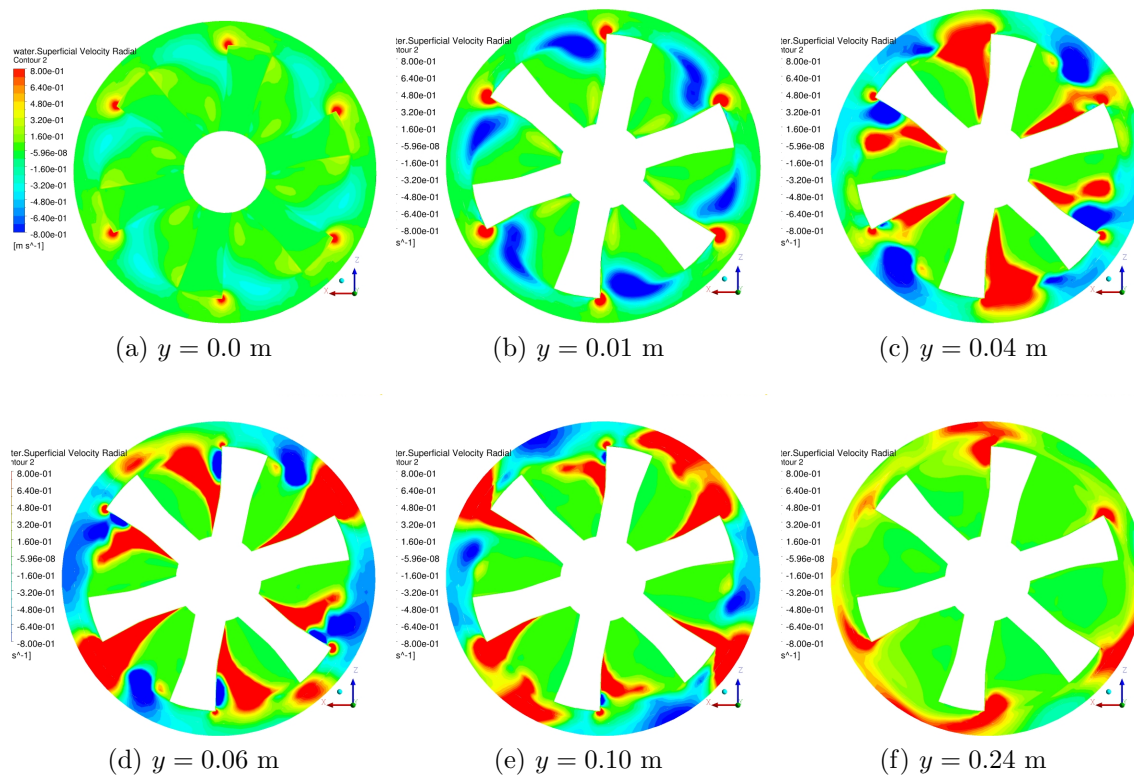 water.Superficial Velocity Radial
Contour 2
8.00e-01
6.40e-01
4.80e-01
3.20e-01
1.60e-01
-5.96e-08
-1.60e-01
-3.20e-01
-4.80e-01
-6.40e-01
-8.00e-01
[m s^-1]
X
Z
(a) y = 0.0 m
ter.Superficial Velocity Radial
ntour 2
8.00e-01
6.40e-01
4.80e-01
3.20e-01
1.60e-01
-5.96e-08
-1.60e-01
-3.20e-01
-4.80e-01
-6.40e-01
-8.00e-01
s^-1]
X
Z
(b) y = 0.01 m
ter.Superficial Velocity Radial
ntour 2
8.00e-01
6.40e-01
4.80e-01
3.20e-01
1.60e-01
-5.96e-08
-1.60e-01
-3.20e-01
-4.80e-01
-6.40e-01
-8.00e-01
s^-1]
X
Z
(c) y = 0.04 m
ter.Superficial Velocity Radial
ntour 2
8.00e-01
6.40e-01
4.80e-01
3.20e-01
1.60e-01
-5.96e-08
-1.60e-01
-3.20e-01
-4.80e-01
-6.40e-01
-8.00e-01
s^-1]
X
Z
(d) y = 0.06 m
ter.Superficial Velocity Radial
ntour 2
8.00e-01
6.40e-01
4.80e-01
3.20e-01
1.60e-01
-5.96e-08
-1.60e-01
-3.20e-01
-4.80e-01
-6.40e-01
-8.00e-01
s^-1]
X
Z
(e) y = 0.10 m
ter.Superficial Velocity Radial
ntour 2
8.00e-01
6.40e-01
4.80e-01
3.20e-01
1.60e-01
-5.96e-08
-1.60e-01
-3.20e-01
-4.80e-01
-6.40e-01
-8.00e-01
s^-1]
X
Z
(f) y = 0.24 m